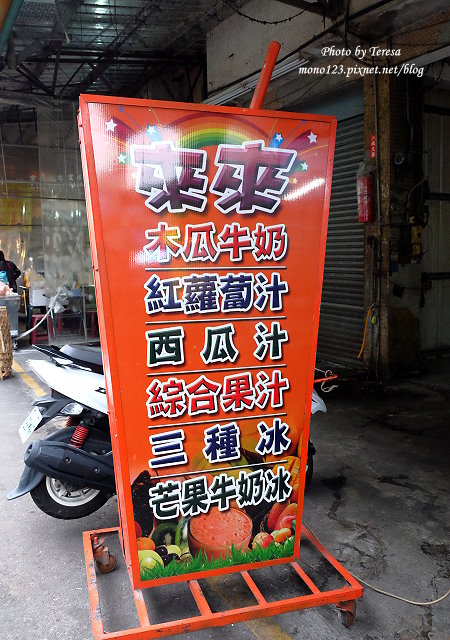 Photo by Teresa
mono123.pixnet.net/blog
來來
木瓜牛奶
紅蘿蔔汁
西瓜汁
綜合果汁
三種冰
芒果牛奶冰